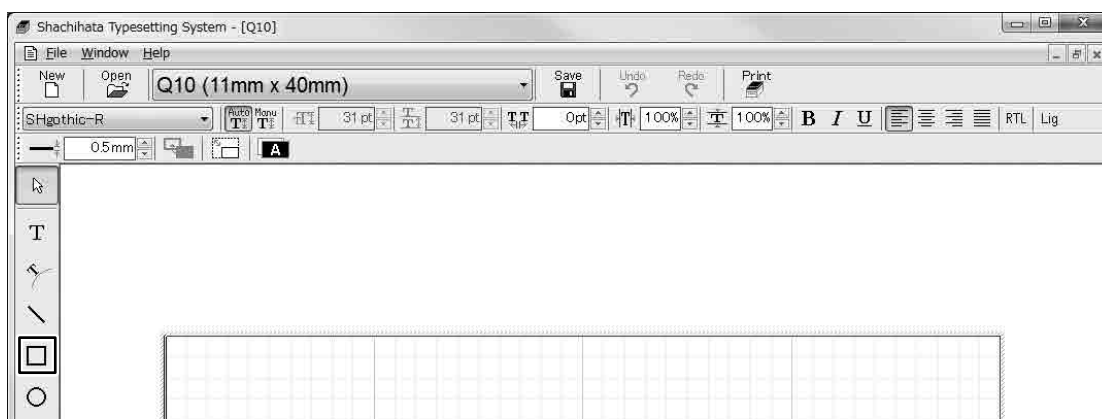 Shachihata Typesetting System - [Q10]
File Window Help
New Open Q10 (11mm x 40mm) Save Undo Redo Print
SHgothic-R Auto Manu 31 pt 31 pt 0pt 100% 100% B I U RTL Lig
0.5mm A
T